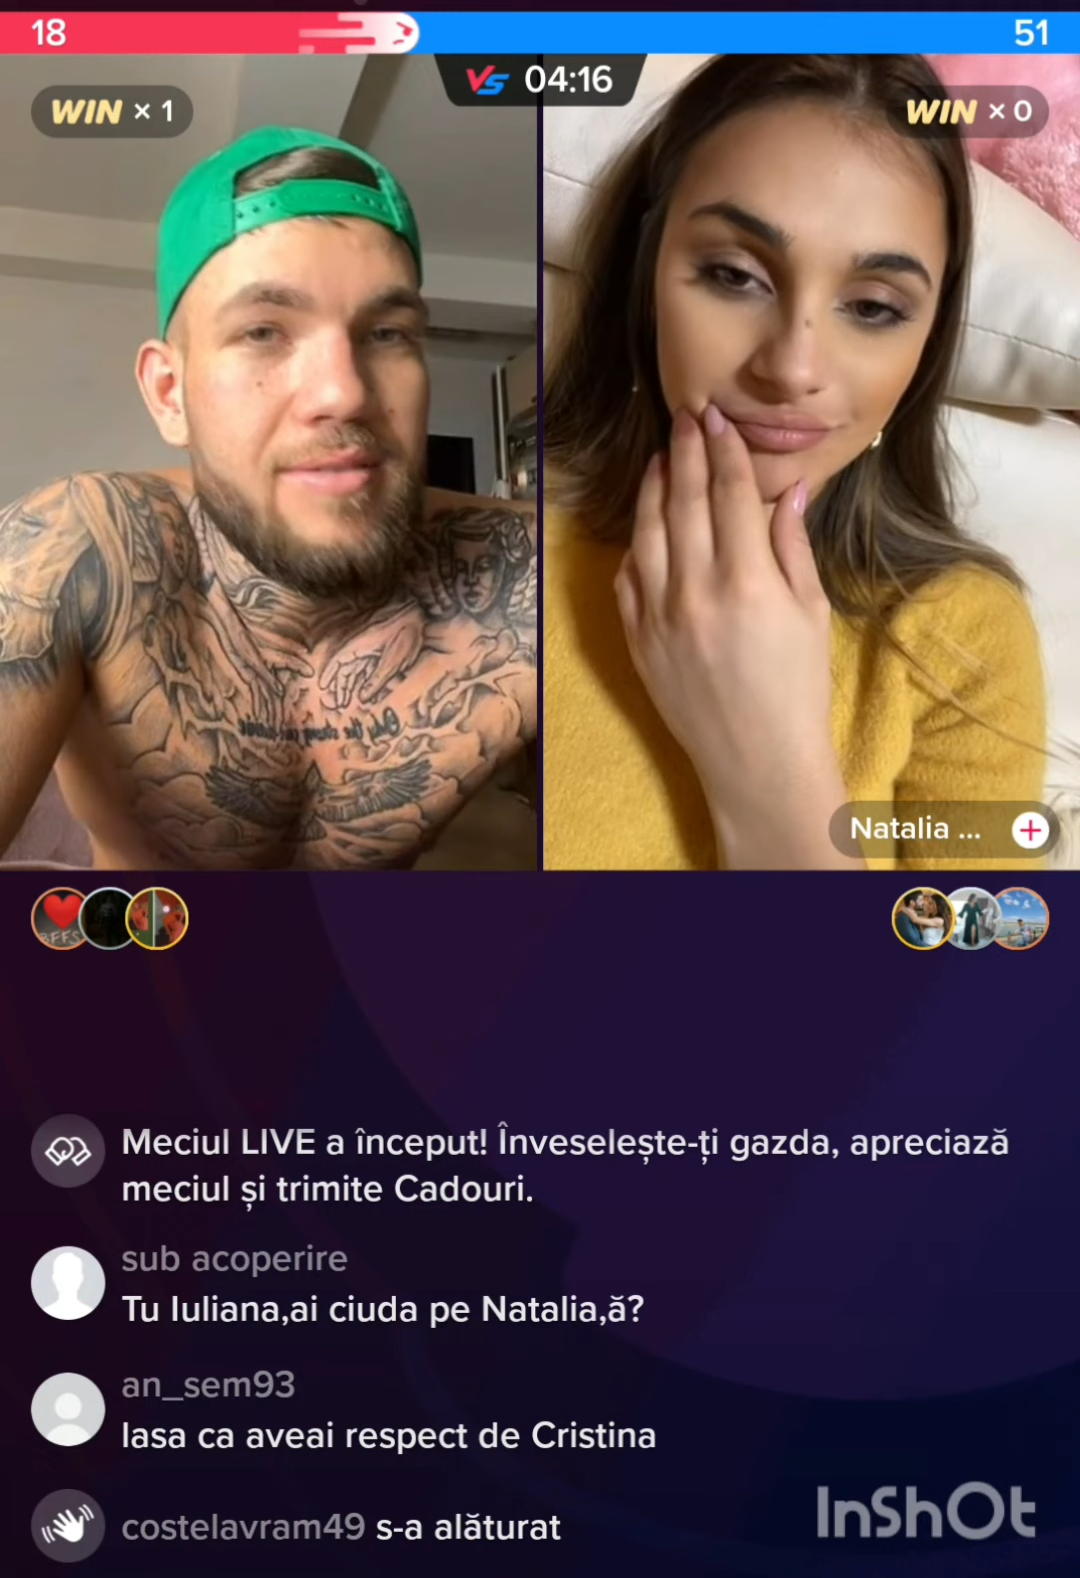 18
51
VS 04:16
WIN × 1
WIN × 0
Natalia ...
BFFS
Meciul LIVE a început! Înveselește-ți gazda, apreciază
meciul și trimite Cadouri.
sub acoperire
Tu Iuliana,ai ciuda pe Natalia,ă?
an_sem93
lasa ca aveai respect de Cristina
costelavram49 s-a alăturat
InShOt